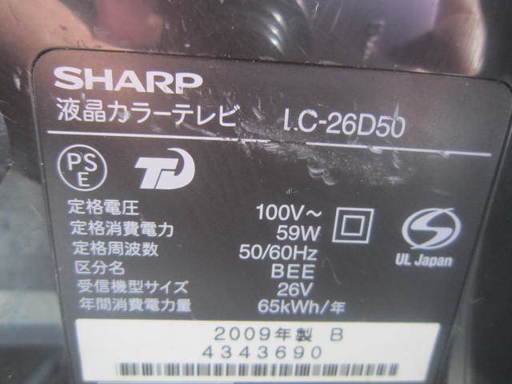 SHARP
液晶カラーテレビ LC-26D50
PS E
定格電圧 100V～
定格消費電力 59W
定格周波数 50/60Hz
区分名 BEE
受信機型サイズ 26V
年間消費電力量 65kWh/年
UL Japan
2009年製 B
4343690